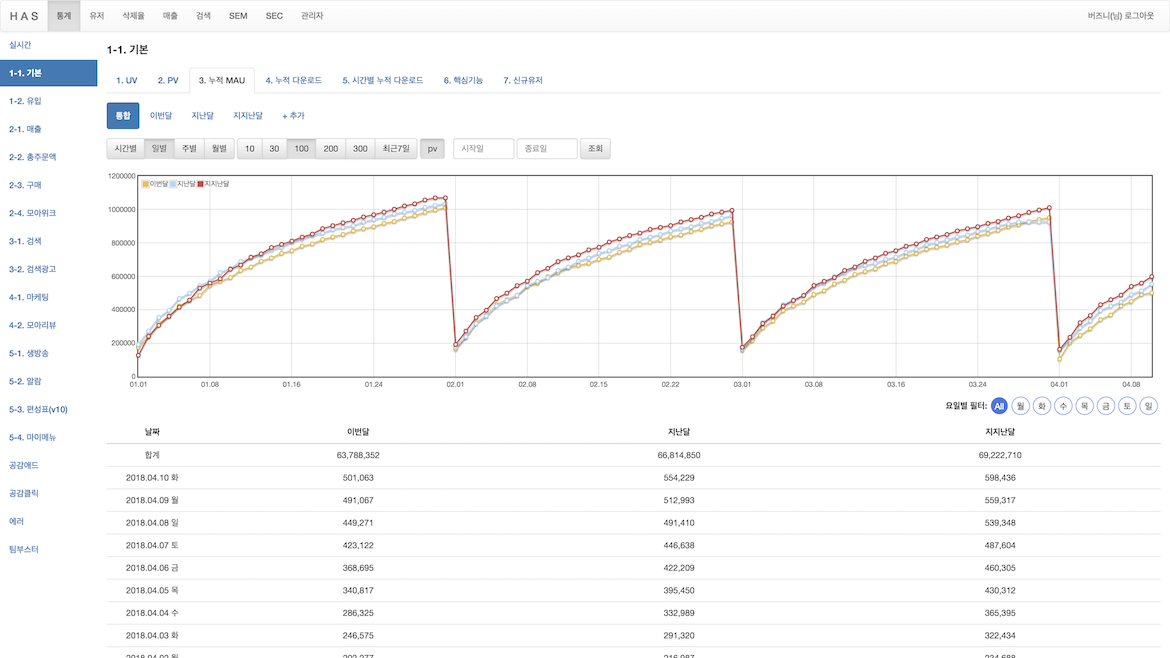 HAS 통계 유저 삭제율 매출 검색 SEM SEC 관리자 버즈니(님) 로그아웃
실시간
1-1. 기본
1-2. 유입
2-1. 매출
2-2. 총주문액
2-3. 구매
2-4. 모아위크
3-1. 검색
3-2. 검색광고
4-1. 마케팅
4-2. 모아리뷰
5-1. 생방송
5-2. 알람
5-3. 편성표(v10)
5-4. 마이메뉴
공감애드
공감클릭
에러
팀부스터
1-1. 기본
1. UV 2. PV 3. 누적 MAU 4. 누적 다운로드 5. 시간별 누적 다운로드 6. 핵심기능 7. 신규유저
통합 이번달 지난달 지지난달 + 추가
시간별 일별 주별 월별 10 30 100 200 300 최근7일 pv 시작일 종료일 조회
이번달 지난달 지지난달
1200000
1000000
800000
600000
400000
200000
0
01.01 01.08 01.16 01.24 02.01 02.08 02.15 02.22 03.01 03.08 03.16 03.24 04.01 04.08
요일별 필터: All 월 화 수 목 금 토 일
날짜 이번달 지난달 지지난달
합계 63,788,352 66,814,850 69,222,710
2018.04.10 화 501,063 554,229 598,436
2018.04.09 월 491,067 512,993 559,317
2018.04.08 일 449,271 491,410 539,348
2018.04.07 토 423,122 446,638 487,604
2018.04.06 금 368,695 422,209 460,305
2018.04.05 목 340,817 395,450 430,312
2018.04.04 수 286,325 332,989 365,395
2018.04.03 화 246,575 291,320 322,434
2018.04.02 월 202,277 216,987 234,688